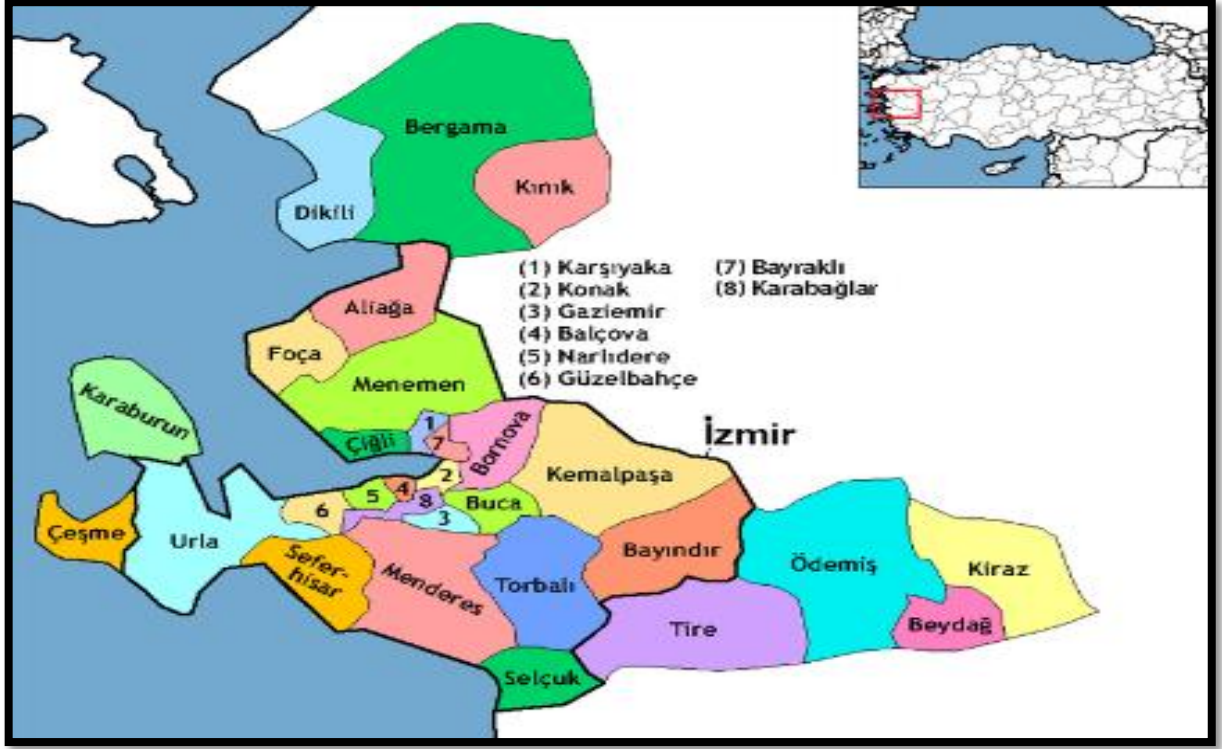 Bergama
Kınık
Dikili
(1) Karşıyaka
(2) Konak
(3) Gaziemir
(4) Balçova
(5) Narlıdere
(6) Güzelbahçe
(7) Bayraklı
(8) Karabağlar
Aliağa
Foça
Menemen
Karaburun
Çiğli
1
7
Bornova
İzmir
Kemalpaşa
2
4
5
8
6
3
Buca
Çeşme
Urla
Sefer-
hisar
Menderes
Torbalı
Bayındır
Ödemiş
Kiraz
Tire
Beydağ
Selçuk